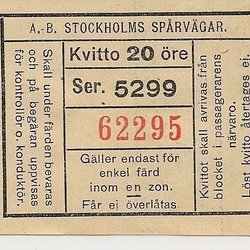 A.-B. STOCKHOLMS SPÅRVÄGAR.
Skall under färden bevaras
och på begäran uppvisas
för kontrollör o. konduktör.
Kvitto 20 öre
Ser. 5299
62295
Gäller endast för
enkel färd
inom en zon.
Får ej överlåtas.
Kvittot skall avrivas från
blocket i passagerarens
närvaro.
löst kvitto återtages ej.